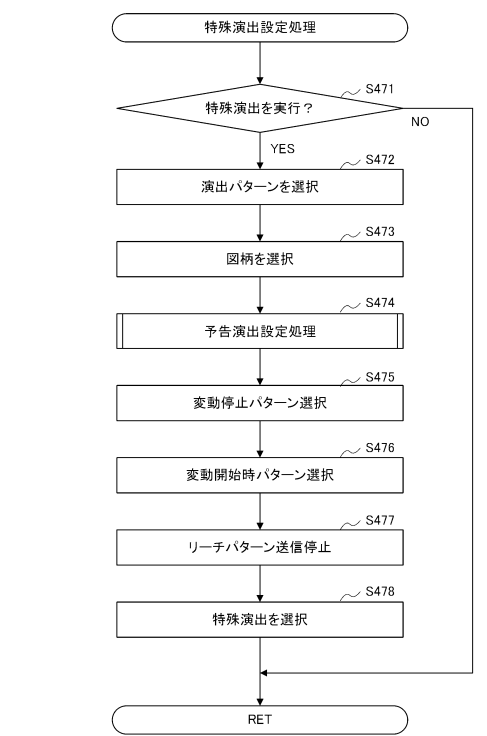 特殊演出設定処理
S471
特殊演出を実行？
NO
YES
S472
演出パターンを選択
S473
図柄を選択
S474
予告演出設定処理
S475
変動停止パターン選択
S476
変動開始時パターン選択
S477
リーチパターン送信停止
S478
特殊演出を選択
RET